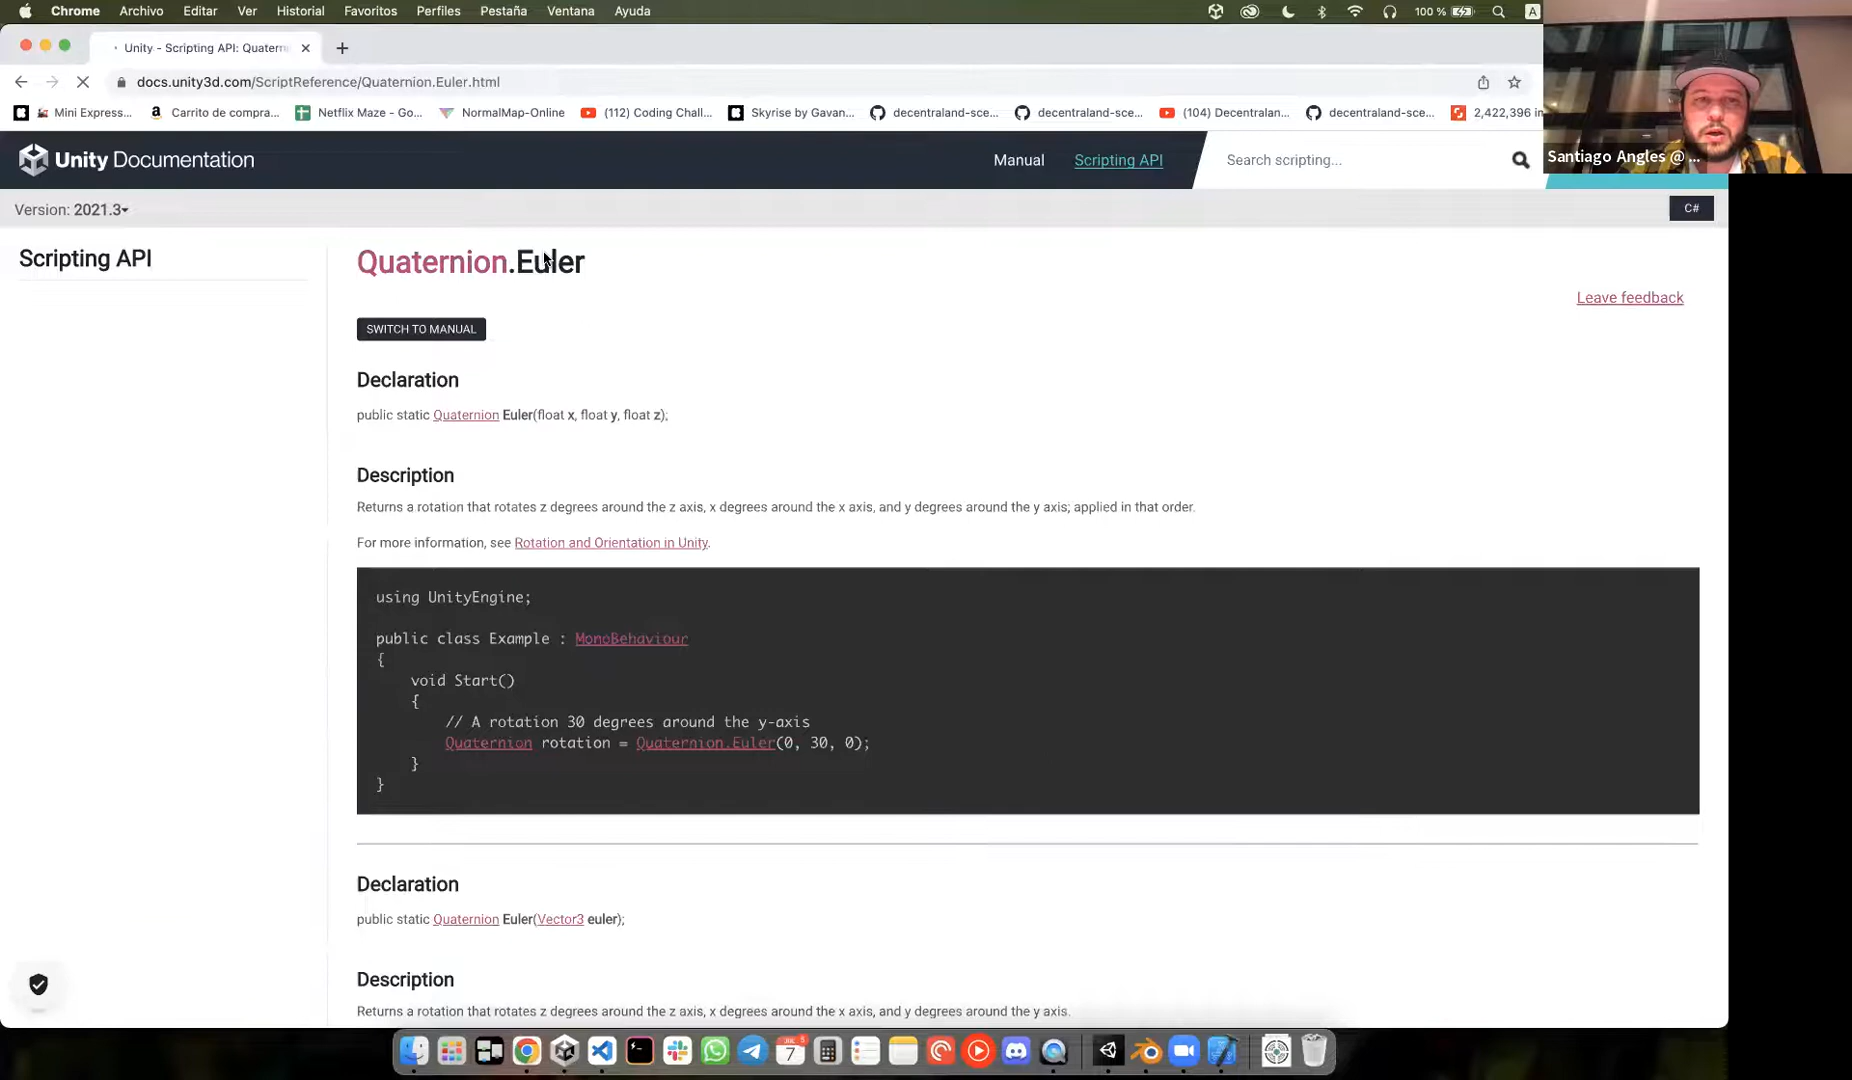 Chrome Archivo Editar Ver Historial Favoritos Perfiles Pestaña Ventana Ayuda 100 % A
Unity - Scripting API: Quatern
docs.unity3d.com/ScriptReference/Quaternion.Euler.html
Mini Express... Carrito de compra... Netflix Maze - Go... NormalMap-Online (112) Coding Chall... Skyrise by Gavan... decentraland-sce... decentraland-sce... (104) Decentralan... decentraland-sce... 2,422,396 in
Santiago Angles @ ...
Unity Documentation Manual Scripting API Search scripting...
Version: 2021.3 C#
Scripting API
Quaternion.Euler
Leave feedback
SWITCH TO MANUAL
Declaration
public static Quaternion Euler(float x, float y, float z);
Description
Returns a rotation that rotates z degrees around the z axis, x degrees around the x axis, and y degrees around the y axis; applied in that order.
For more information, see Rotation and Orientation in Unity.
using UnityEngine;
public class Example : MonoBehaviour
{
void Start()
{
// A rotation 30 degrees around the y-axis
Quaternion rotation = Quaternion.Euler(0, 30, 0);
}
}
Declaration
public static Quaternion Euler(Vector3 euler);
Description
Returns a rotation that rotates z degrees around the z axis, x degrees around the x axis, and y degrees around the y axis.
7